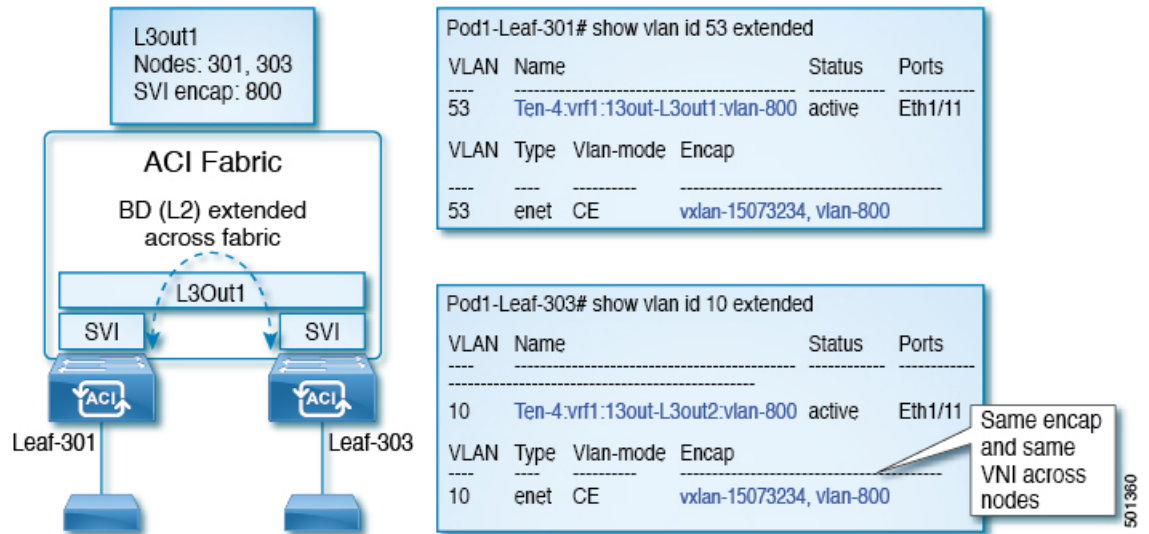 L3out1
Nodes: 301, 303
SVI encap: 800
ACI Fabric
BD (L2) extended
across fabric
L3Out1
SVI
SVI
ACI
ACI
Leaf-301
Leaf-303
Pod1-Leaf-301# show vlan id 53 extended
VLAN Name Status Ports
---- -------------------------------------------- ------------ ------------
53 Ten-4:vrf1:13out-L3out1:vlan-800 active Eth1/11
VLAN Type Vlan-mode Encap
---- ---- ---------- ------------------------------------------
53 enet CE vxlan-15073234, vlan-800
Pod1-Leaf-303# show vlan id 10 extended
VLAN Name Status Ports
---- -------------------------------------------- ------------ ------------
-------------------------------------------------
10 Ten-4:vrf1:13out-L3out2:vlan-800 active Eth1/11
VLAN Type Vlan-mode Encap
---- ---- ---------- ------------------------------------------
10 enet CE vxlan-15073234, vlan-800
Same encap
and same
VNI across
nodes
501360